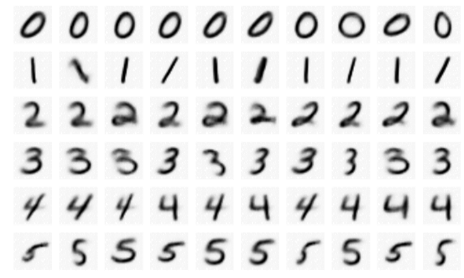 0 0 0 0 0 0 0 0 0 0
1 1 1 1 1 1 1 1 1 1
2 2 2 2 2 2 2 2 2 2
3 3 3 3 3 3 3 3 3 3
4 4 4 4 4 4 4 4 4 4
5 5 5 5 5 5 5 5 5 5